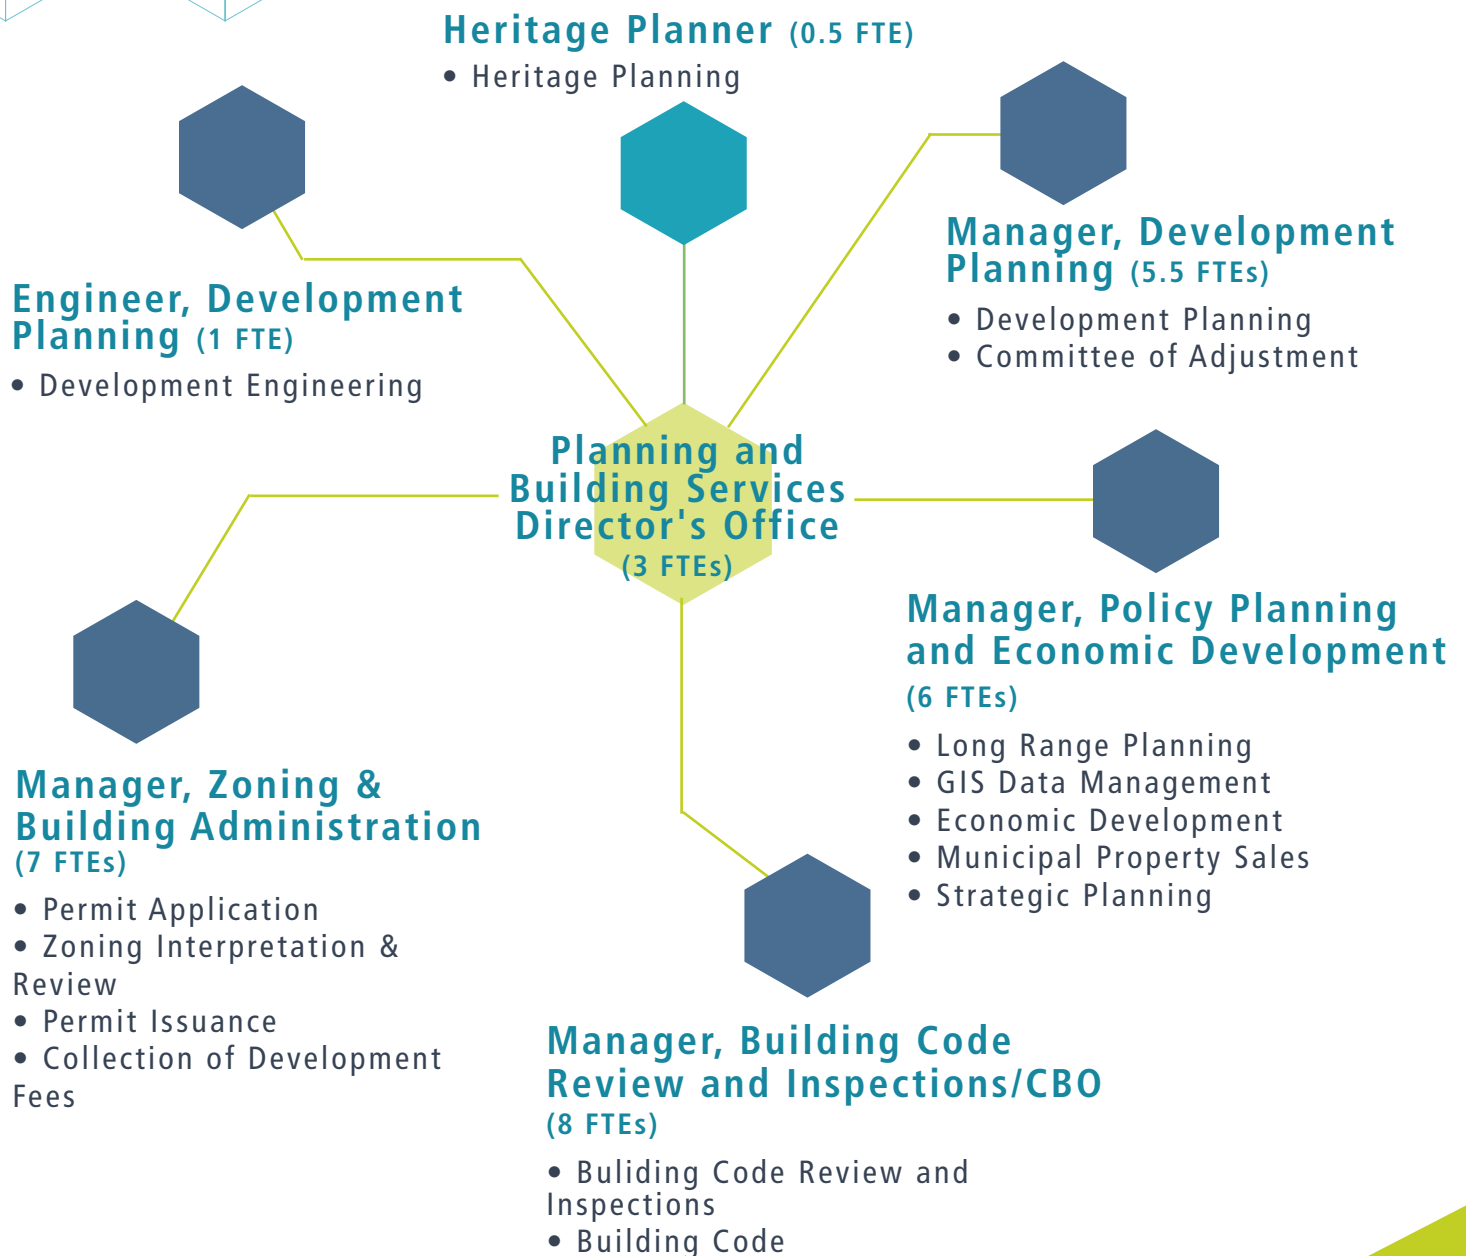 Heritage Planner (0.5 FTE)
• Heritage Planning
Engineer, Development
Planning (1 FTE)
• Development Engineering
Manager, Development
Planning (5.5 FTEs)
• Development Planning
• Committee of Adjustment
Planning and
Building Services
Director's Office
(3 FTEs)
Manager, Policy Planning
and Economic Development
(6 FTEs)
• Long Range Planning
• GIS Data Management
• Economic Development
• Municipal Property Sales
• Strategic Planning
Manager, Zoning &
Building Administration
(7 FTEs)
• Permit Application
• Zoning Interpretation &
Review
• Permit Issuance
• Collection of Development
Fees
Manager, Building Code
Review and Inspections/CBO
(8 FTEs)
• Buliding Code Review and
Inspections
• Building Code